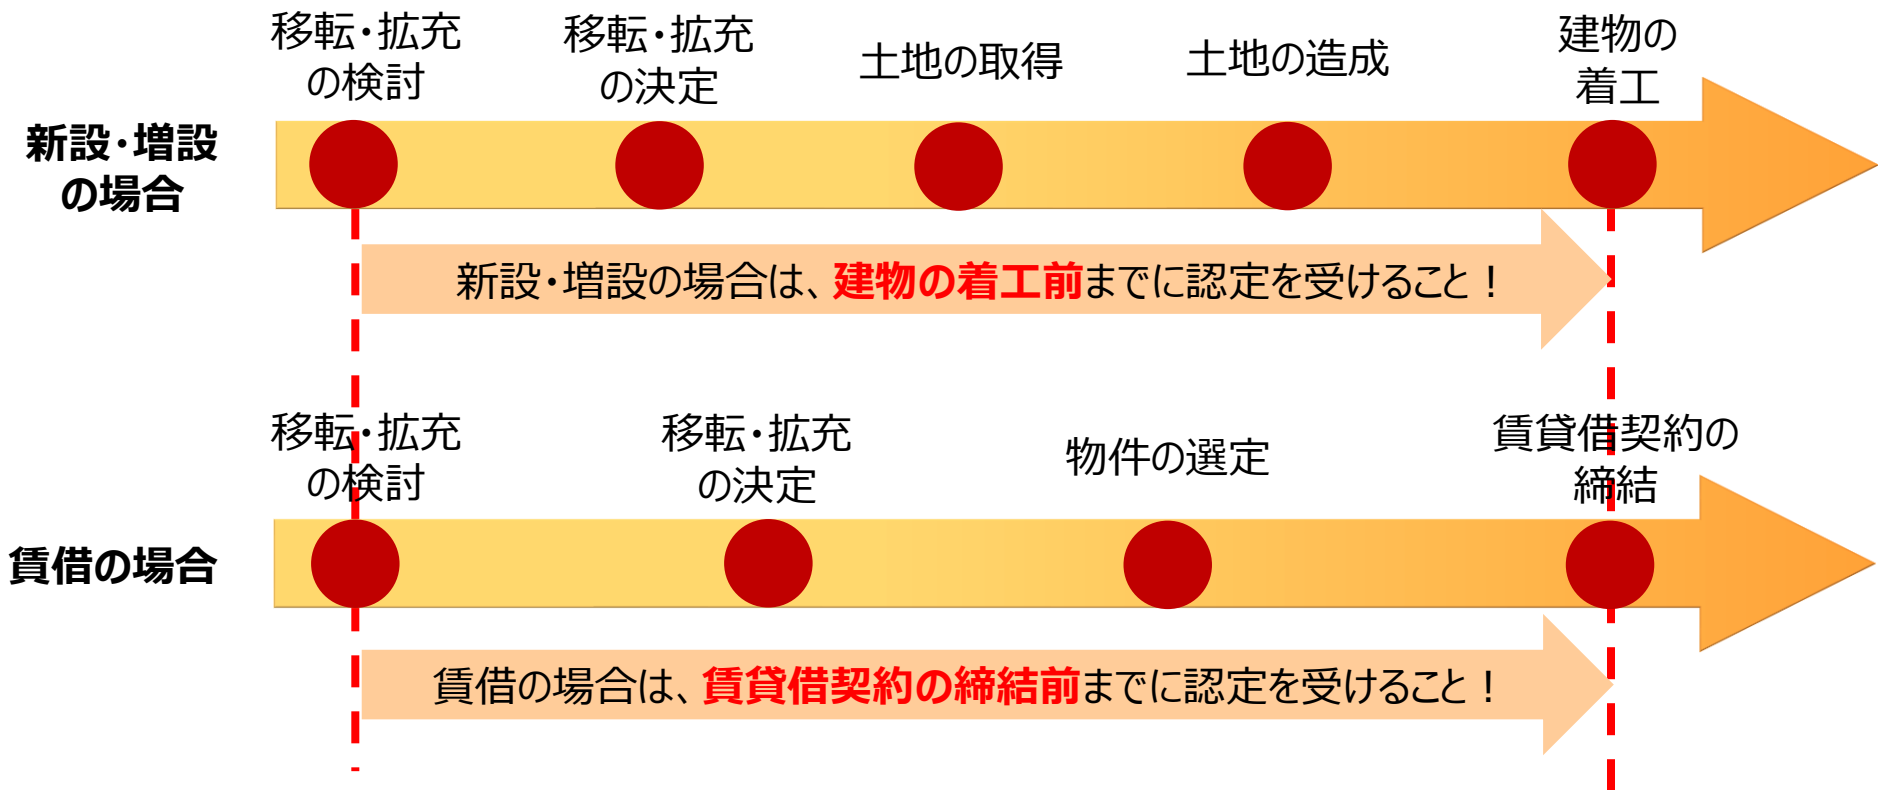 移転・拡充
の検討
移転・拡充
の決定
土地の取得
土地の造成
建物の
着工
新設・増設
の場合
新設・増設の場合は、建物の着工前までに認定を受けること！
移転・拡充
の検討
移転・拡充
の決定
物件の選定
賃貸借契約の
締結
賃借の場合
賃借の場合は、賃貸借契約の締結前までに認定を受けること！